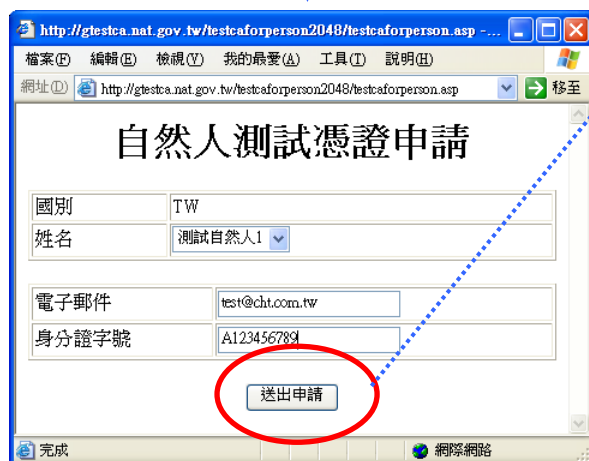 http://gtestca.nat.gov.tw/testcaforperson2048/testcaforperson.asp -...
檔案(F) 編輯(E) 檢視(V) 我的最愛(A) 工具(T) 說明(H)
網址(D) http://gtestca.nat.gov.tw/testcaforperson2048/testcaforperson.asp 移至
自然人測試憑證申請
國別 TW
姓名 測試自然人1
電子郵件 test@cht.com.tw
身分證字號 A123456789
送出申請
完成 網際網路